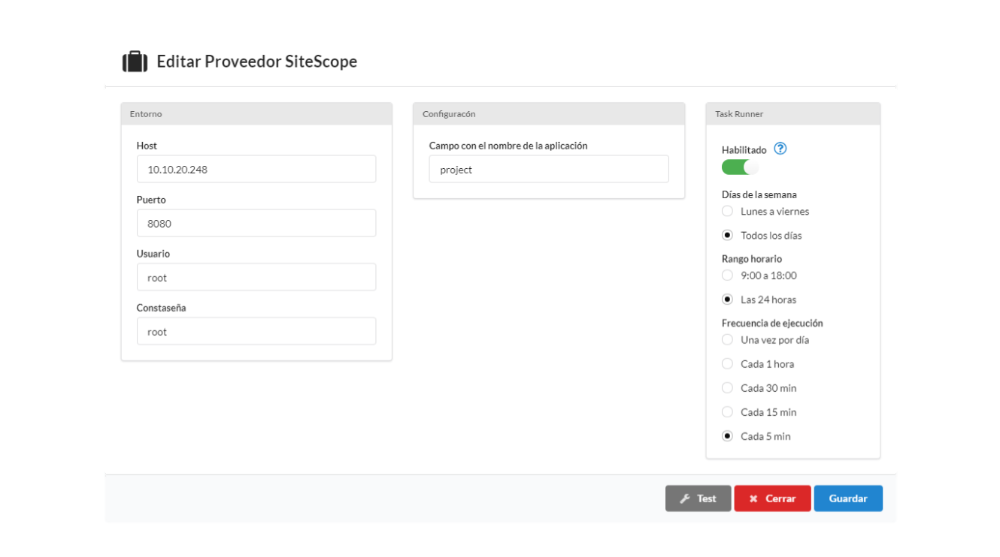 Editar Proveedor SiteScope
Entorno
Host
10.10.20.248
Puerto
8080
Usuario
root
Constaseña
root
Configuracón
Campo con el nombre de la aplicación
project
Task Runner
Habilitado
Días de la semana
Lunes a viernes
Todos los días
Rango horario
9:00 a 18:00
Las 24 horas
Frecuencia de ejecución
Una vez por día
Cada 1 hora
Cada 30 min
Cada 15 min
Cada 5 min
Test
Cerrar
Guardar